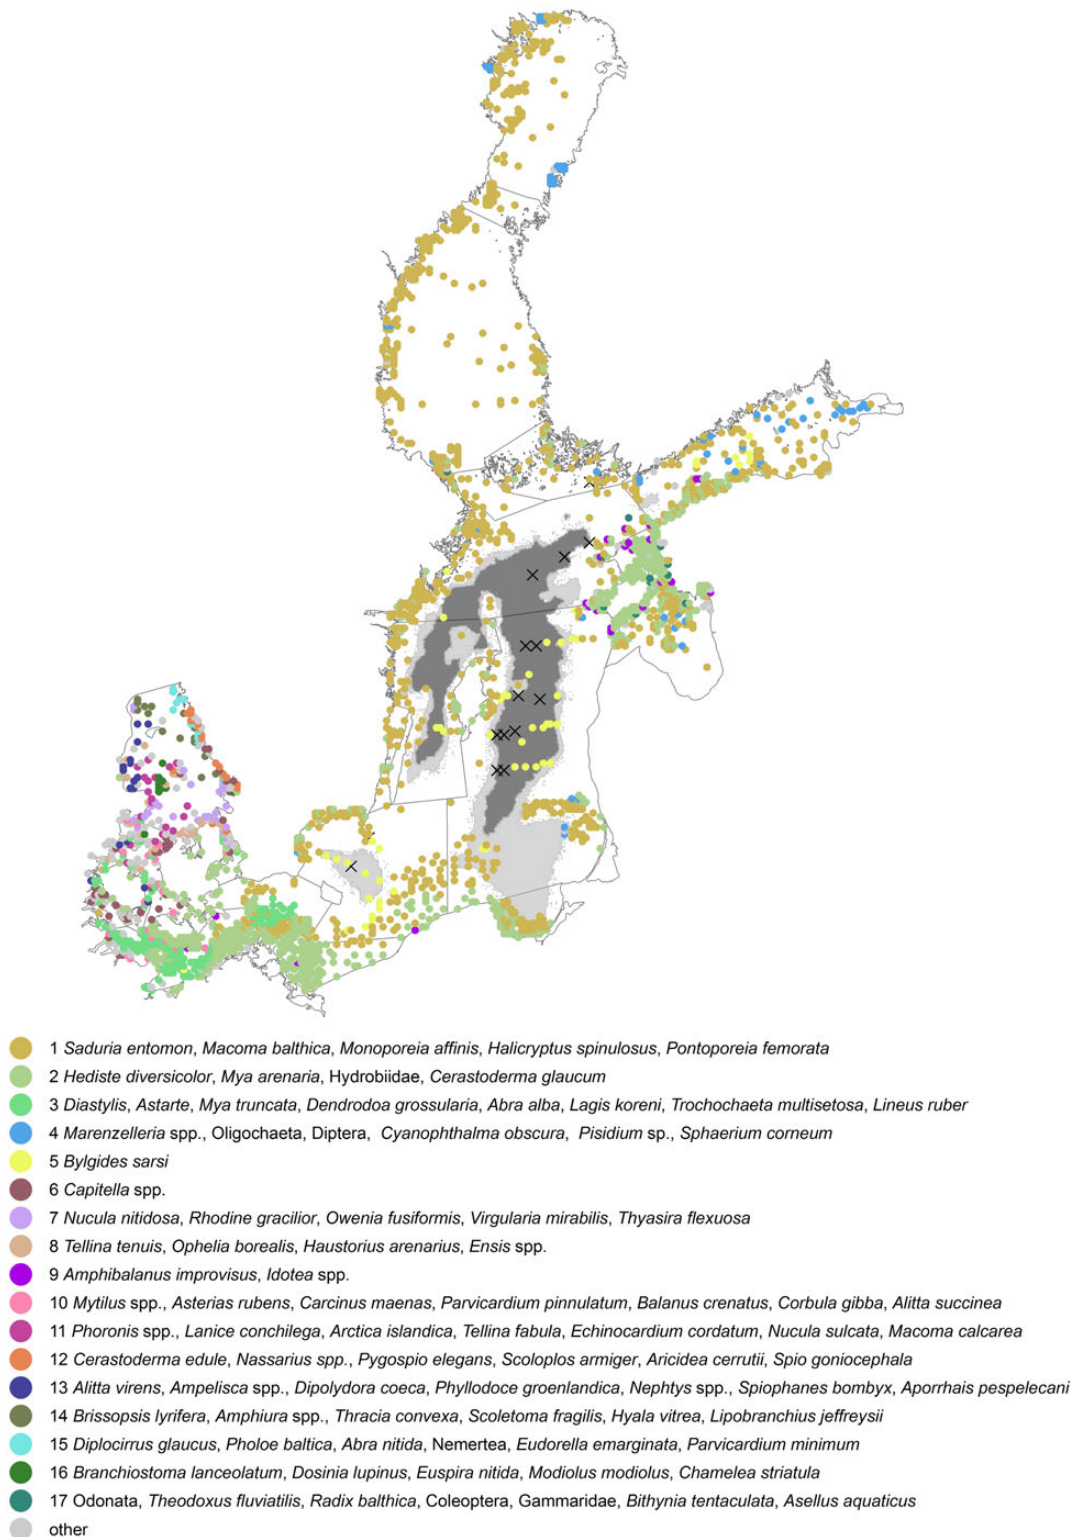 1 Saduria entomon, Macoma balthica, Monoporeia affinis, Halicryptus spinulosus, Pontoporeia femorata
2 Hediste diversicolor, Mya arenaria, Hydrobiidae, Cerastoderma glaucum
3 Diastylis, Astarte, Mya truncata, Dendrodoa grossularia, Abra alba, Lagis koreni, Trochochaeta multisetosa, Lineus ruber
4 Marenzelleria spp., Oligochaeta, Diptera, Cyanophthalma obscura, Pisidium sp., Sphaerium corneum
5 Bylgides sarsi
6 Capitella spp.
7 Nucula nitidosa, Rhodine gracilior, Owenia fusiformis, Virgularia mirabilis, Thyasira flexuosa
8 Tellina tenuis, Ophelia borealis, Haustorius arenarius, Ensis spp.
9 Amphibalanus improvisus, Idotea spp.
10 Mytilus spp., Asterias rubens, Carcinus maenas, Parvicardium pinnulatum, Balanus crenatus, Corbula gibba, Alitta succinea
11 Phoronis spp., Lanice conchilega, Arctica islandica, Tellina fabula, Echinocardium cordatum, Nucula sulcata, Macoma calcarea
12 Cerastoderma edule, Nassarius spp., Pygospio elegans, Scoloplos armiger, Aricidea cerrutii, Spio goniocephala
13 Alitta virens, Ampelisca spp., Dipolydora coeca, Phyllodoce groenlandica, Nephtys spp., Spiophanes bombyx, Aporrhais pespelecani
14 Brissopsis lyrifera, Amphiura spp., Thracia convexa, Scoletoma fragilis, Hyala vitrea, Lipobranchius jeffreysii
15 Diplocirrus glaucus, Pholoe baltica, Abra nitida, Nemertea, Eudorella emarginata, Parvicardium minimum
16 Branchiostoma lanceolatum, Dosinia lupinus, Euspira nitida, Modiolus modiolus, Chamelea striatula
17 Odonata, Theodoxus fluviatilis, Radix balthica, Coleoptera, Gammaridae, Bithynia tentaculata, Asellus aquaticus
other